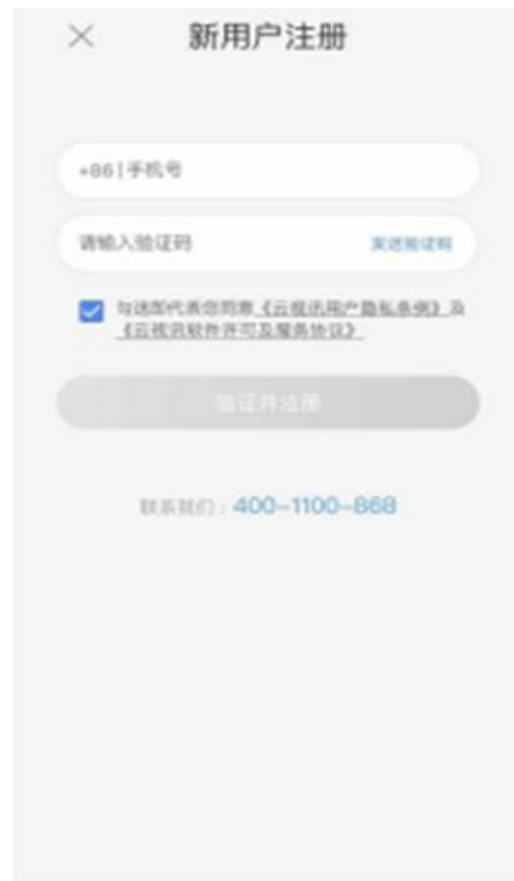 新用户注册
+86|手机号
请输入验证码 发送验证码
勾选即代表您同意《云视讯用户隐私条例》及
《云视讯软件许可及服务协议》
验证并注册
联系我们：400-1100-868